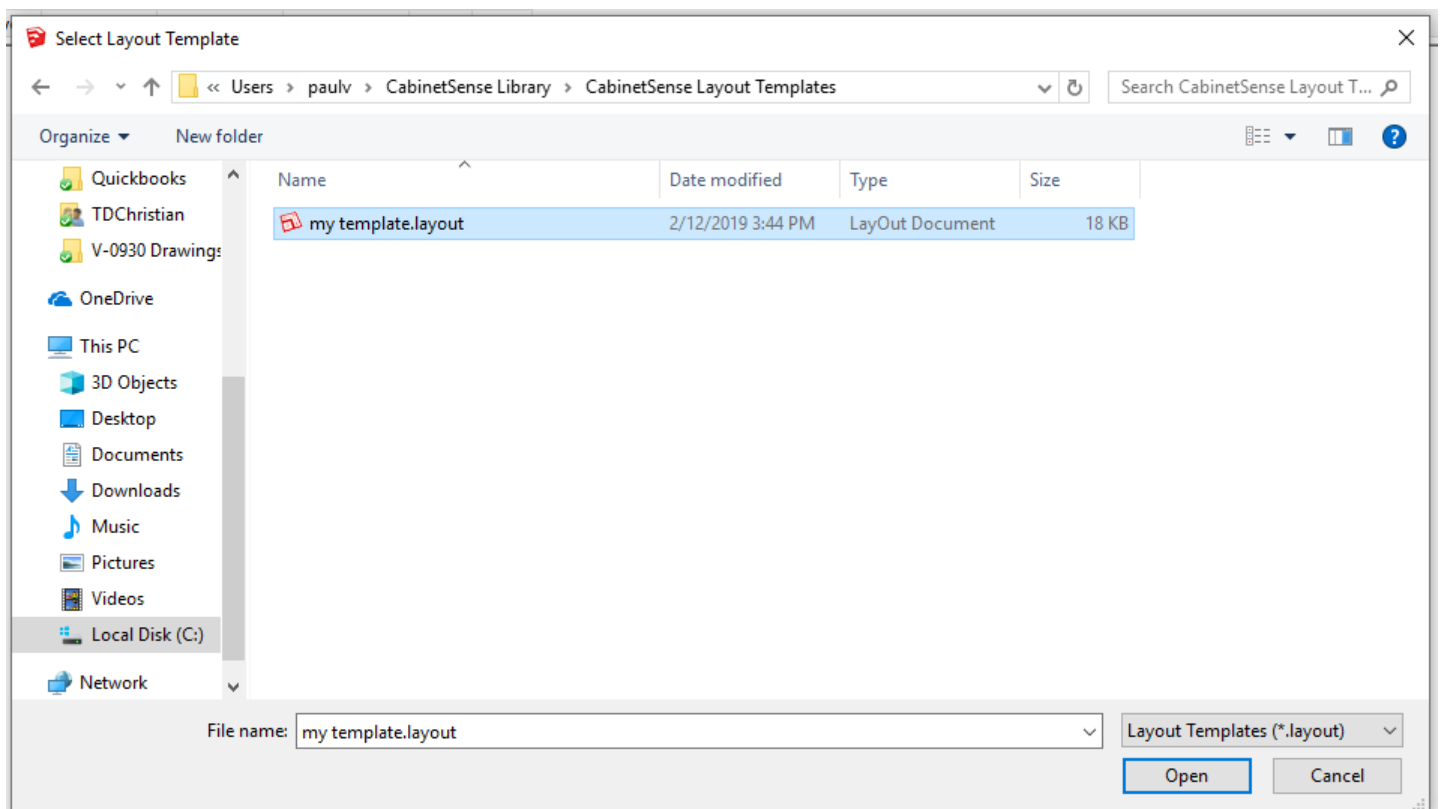 Select Layout Template
« Users › paulv › CabinetSense Library › CabinetSense Layout Templates
Search CabinetSense Layout T...
Organize New folder
Name Date modified Type Size
my template.layout 2/12/2019 3:44 PM LayOut Document 18 KB
Quickbooks
TDChristian
V-0930 Drawings
OneDrive
This PC
3D Objects
Desktop
Documents
Downloads
Music
Pictures
Videos
Local Disk (C:)
Network
File name: my template.layout Layout Templates (*.layout)
Open Cancel